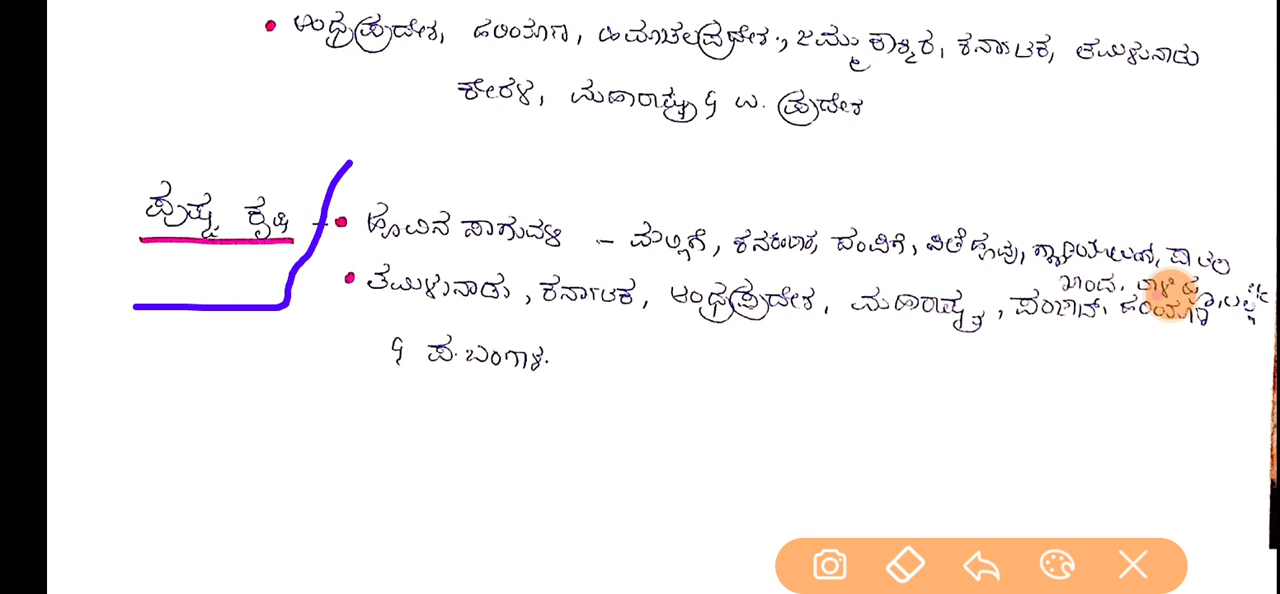 ಆಂಧ್ರಪ್ರದೇಶ, ಹರಿಯಾಣ, ಹಿಮಾಚಲಪ್ರದೇಶ, ಜಮ್ಮು ಕಾಶ್ಮೀರ, ಕರ್ನಾಟಕ, ತಮಿಳುನಾಡು
ಕೇರಳ, ಮಹಾರಾಷ್ಟ್ರ & ಉ. ಪ್ರದೇಶ
ಪುಷ್ಪ ಕೃಷಿ - ಹೂವಿನ ಸಾಗುವಳಿ - ಮಲ್ಲಿಗೆ, ಕನಕಾಂಬರ, ಸಂಪಿಗೆ,
ತಮಿಳುನಾಡು, ಕರ್ನಾಟಕ, ಆಂಧ್ರಪ್ರದೇಶ, ಮಹಾರಾಷ್ಟ್ರ, ಪಂಜಾಬ್, ಹರಿಯಾಣ
& ಪ. ಬಂಗಾಳ.